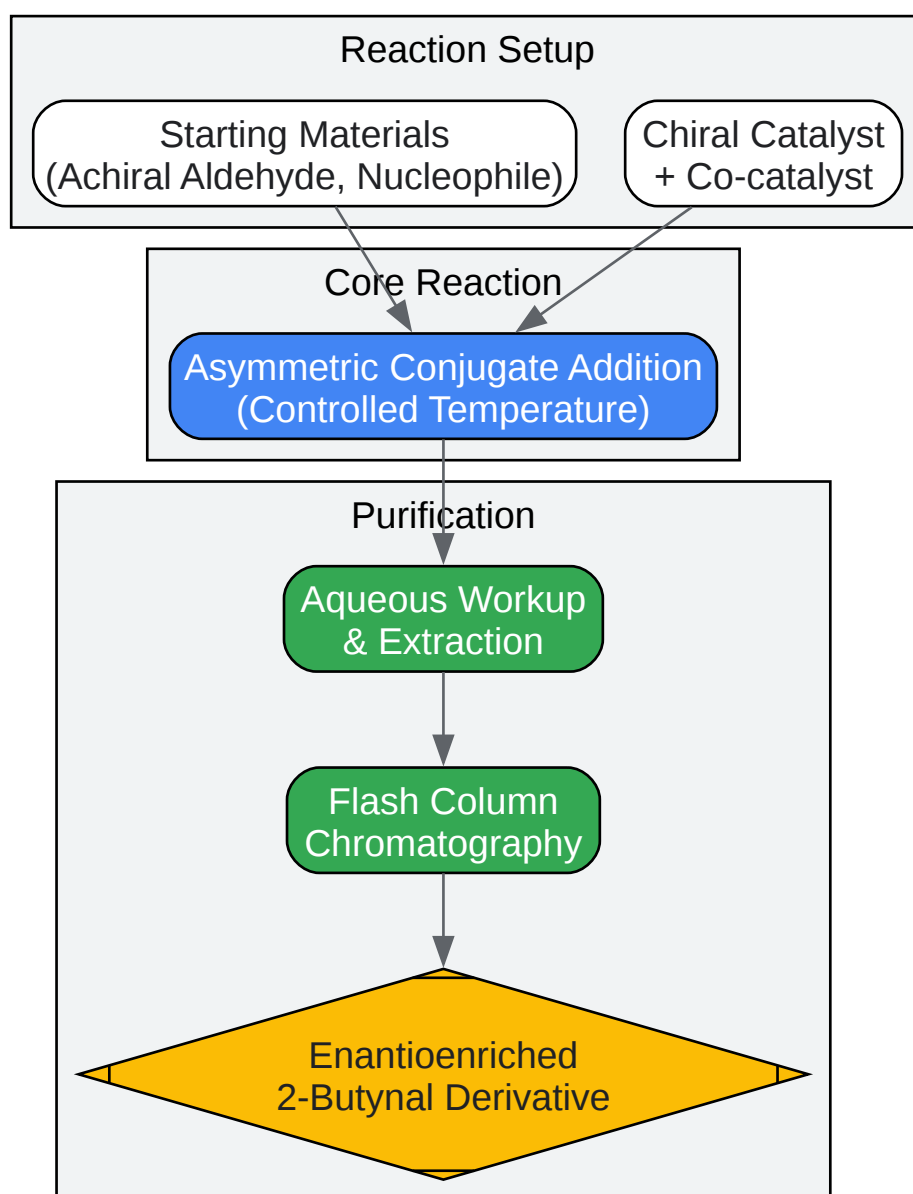 Reaction Setup
Starting Materials
(Achiral Aldehyde, Nucleophile)
Chiral Catalyst
+ Co-catalyst
Core Reaction
Asymmetric Conjugate Addition
(Controlled Temperature)
Purification
Aqueous Workup
& Extraction
Flash Column
Chromatography
Enantioenriched
2-Butynal Derivative